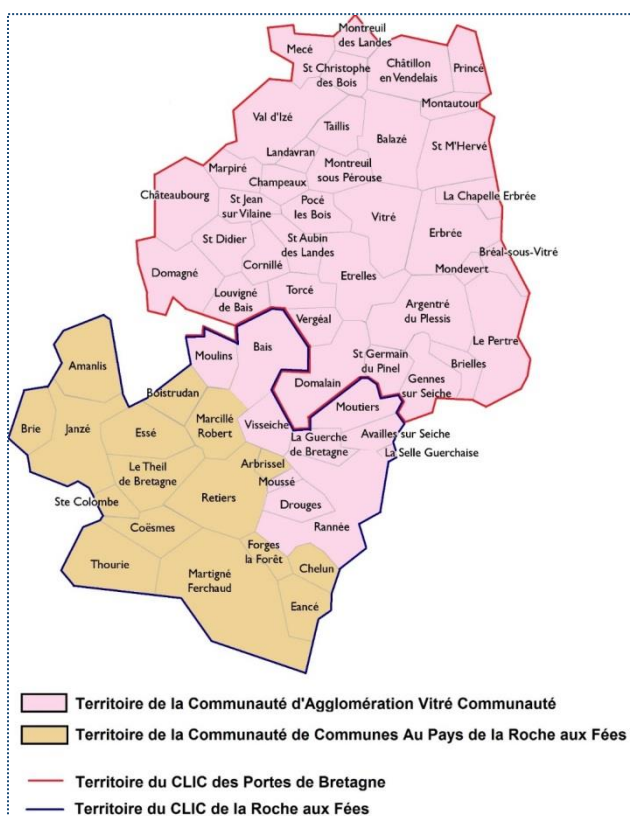 Montreuil
des Landes
Mecé
St Christophe
des Bois
Châtillon
en Vendelais
Princé
Montautour
Val d'Izé
Taillis
Balazé
St M'Hervé
Landavran
Marpiré
Champeaux
Montreuil
sous Pérouse
La Chapelle Erbrée
Châteaubourg
St Jean
sur Vilaine
Pocé
les Bois
Vitré
Erbrée
St Didier
St Aubin
des Landes
Bréal-sous-Vitré
Cornillé
Mondevert
Domagné
Etrelles
Louvigné
de Bais
Torcé
Argentré
du Plessis
Vergéal
Le Pertre
Bais
Moulins
St Germain
du Pinel
Brielles
Amanlis
Domalain
Gennes
sur Seiche
Boistrudan
Moutiers
Marcillé
Robert
Visseiche
Brie
Janzé
Essé
La Guerche
de Bretagne
Availles sur Seiche
La Selle Guerchaise
Arbrissel
Le Theil
de Bretagne
Moussé
Retiers
Drouges
Ste Colombe
Rannée
Coësmes
Forges
la Forêt
Thourie
Chelun
Martigné
Ferchaud
Eancé
Territoire de la Communauté d'Agglomération Vitré Communauté
Territoire de la Communauté de Communes Au Pays de la Roche aux Fées
Territoire du CLIC des Portes de Bretagne
Territoire du CLIC de la Roche aux Fées